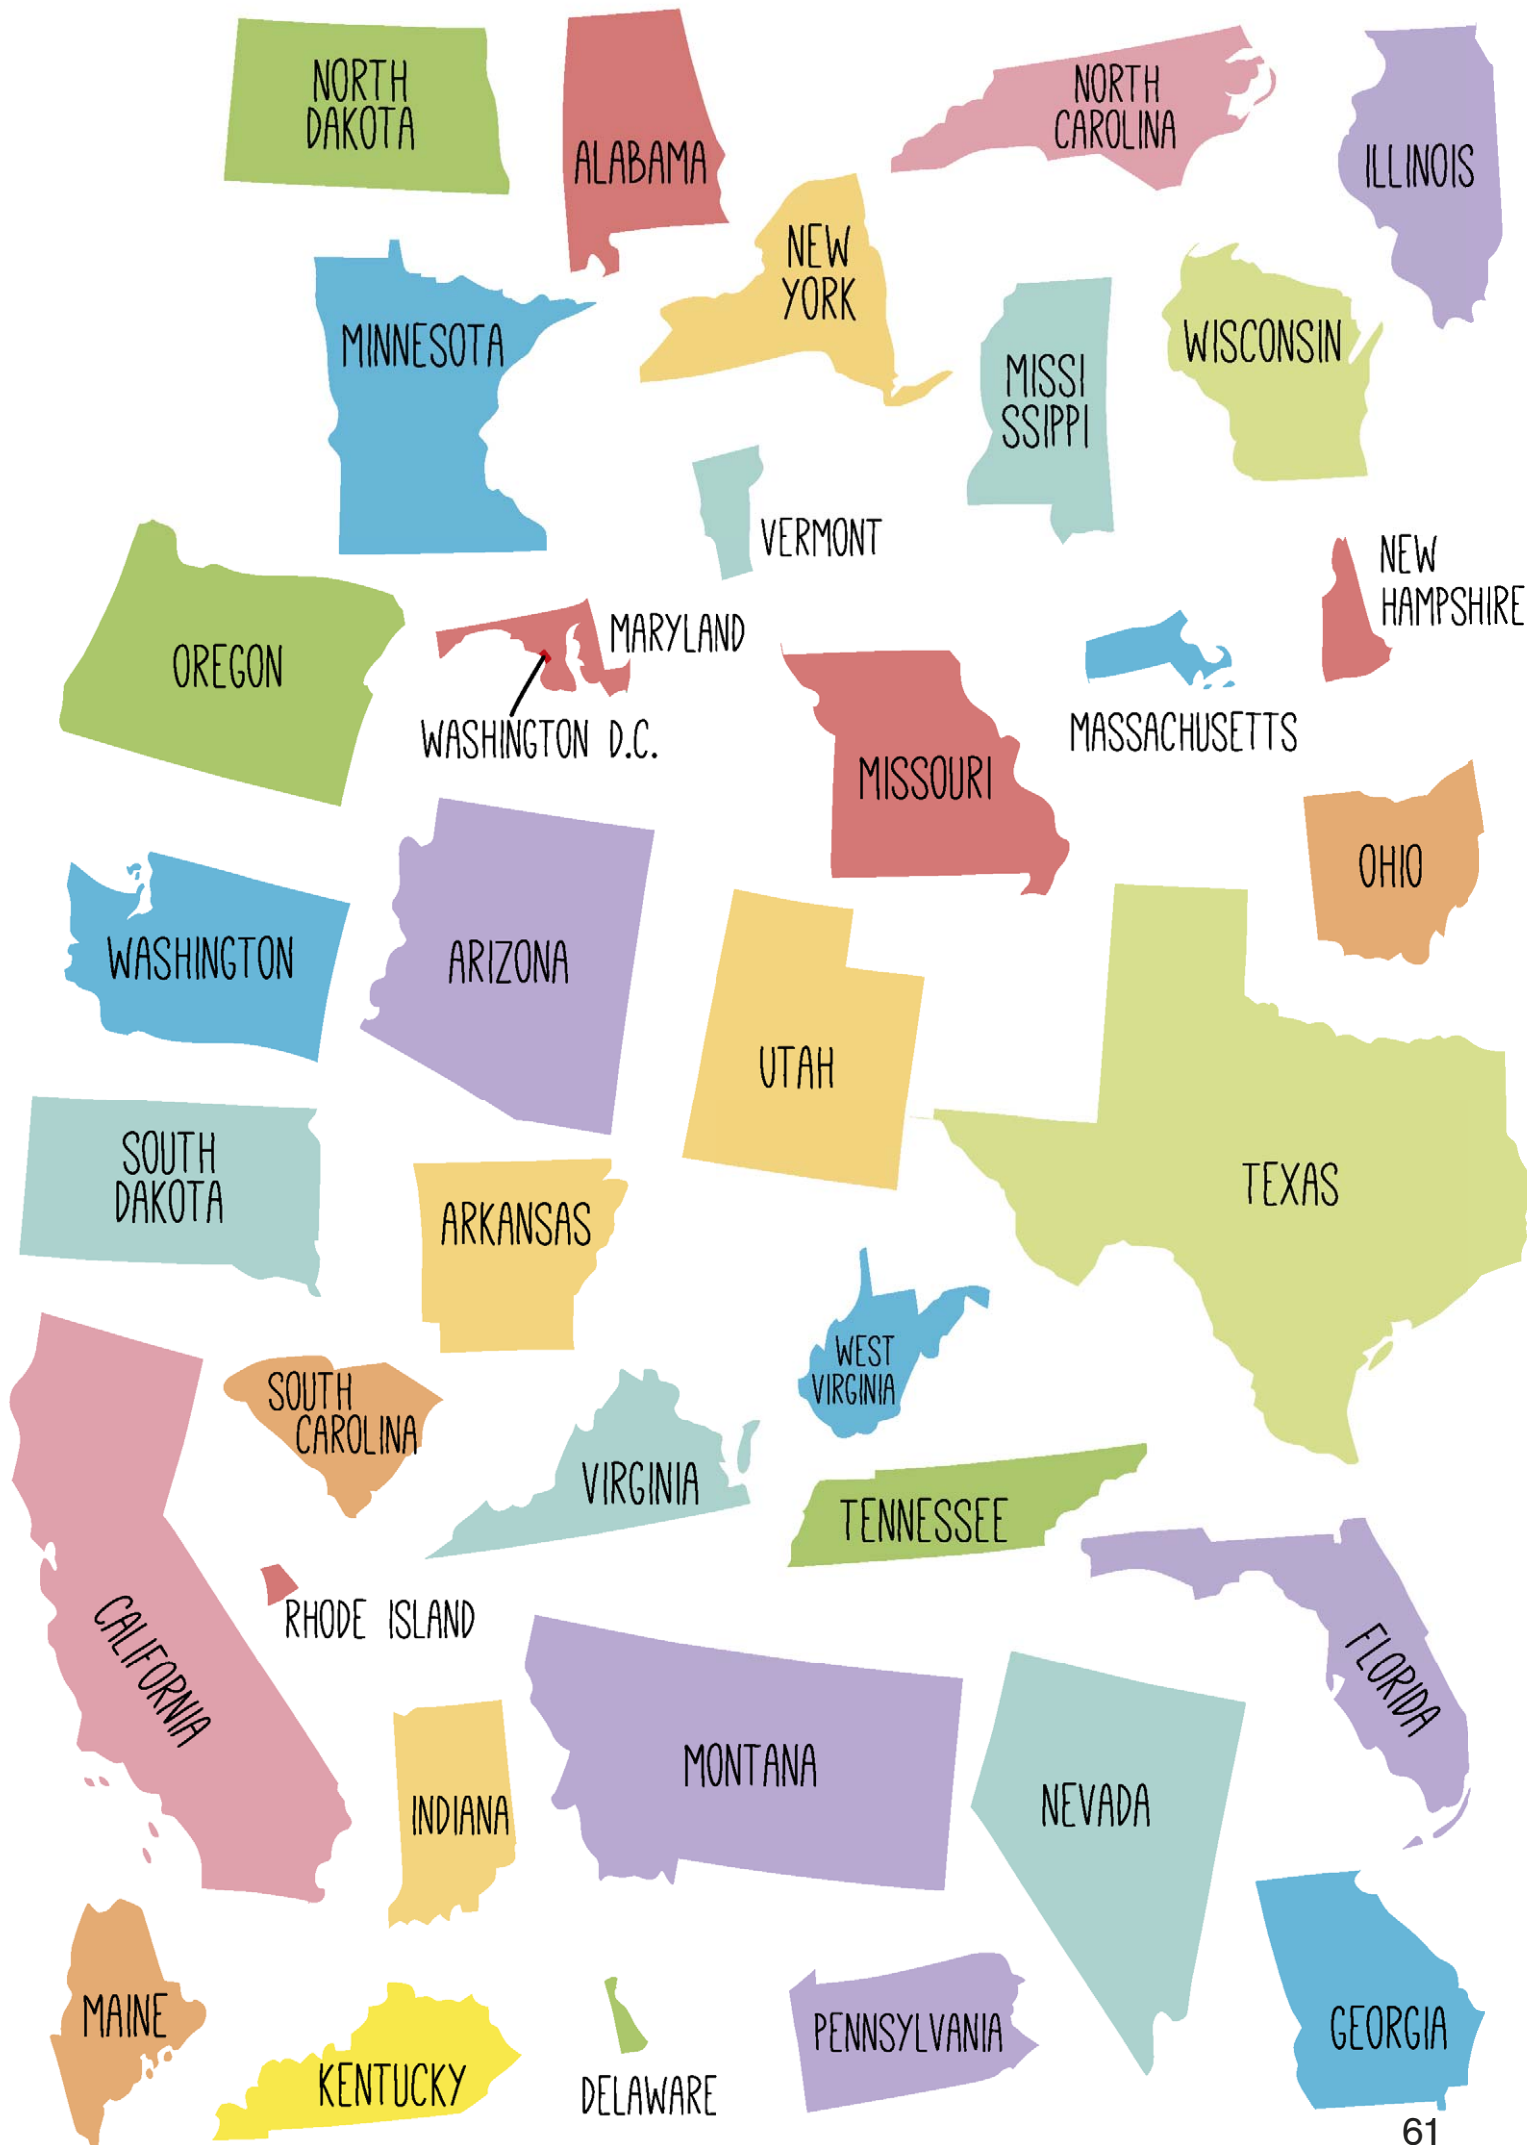 NORTH
DAKOTA
ALABAMA
NORTH
CAROLINA
ILLINOIS
MINNESOTA
NEW
YORK
MISSI
SSIPPI
WISCONSIN
VERMONT
NEW
HAMPSHIRE
OREGON
MARYLAND
WASHINGTON D.C.
MISSOURI
MASSACHUSETTS
OHIO
WASHINGTON
ARIZONA
UTAH
TEXAS
SOUTH
DAKOTA
ARKANSAS
WEST
VIRGINIA
SOUTH
CAROLINA
VIRGINIA
TENNESSEE
CALIFORNIA
RHODE ISLAND
FLORIDA
INDIANA
MONTANA
NEVADA
MAINE
KENTUCKY
DELAWARE
PENNSYLVANIA
GEORGIA
61